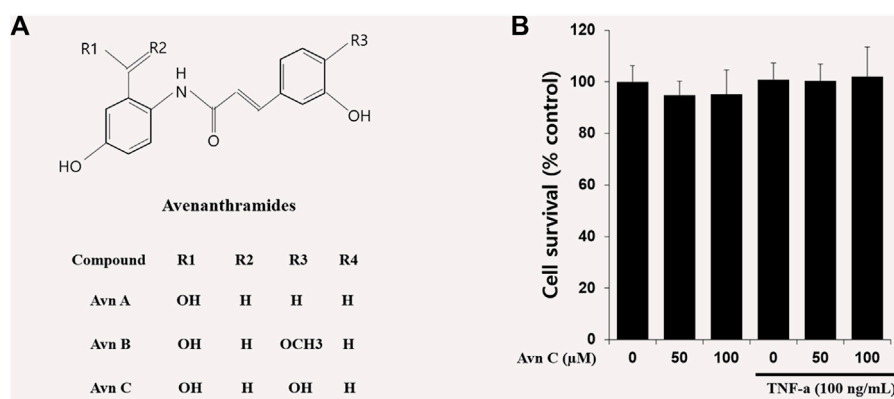 A
R1
R2
R3
H
N
O
OH
HO
Avenanthramides
Compound R1 R2 R3 R4
Avn A OH H H H
Avn B OH H OCH3 H
Avn C OH H OH H
B
Cell survival (% control)
120
100
80
60
40
20
0
Avn C (μM) 0 50 100 0 50 100
TNF-a (100 ng/mL)